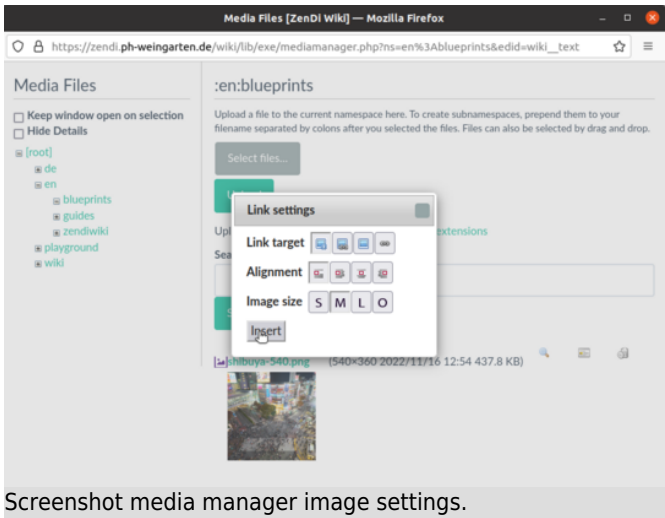 Media Files [ZenDi Wiki] — Mozilla Firefox
https://zendi.ph-weingarten.de/wiki/lib/exe/mediamanager.php?ns=en%3Ablueprints&edid=wiki__text
Media Files
Keep window open on selection
Hide Details
[root]
de
en
blueprints
guides
zendiwiki
playground
wiki
:en:blueprints
Upload a file to the current namespace here. To create subnamespaces, prepend them to your
filename separated by colons after you selected the files. Files can also be selected by drag and drop.
Select files...
Upl
extensions
Sea
Link settings
Link target
Alignment
Image size S M L O
Insert
shibuya-540.png (540×360 2022/11/16 12:54 437.8 KB)
Screenshot media manager image settings.